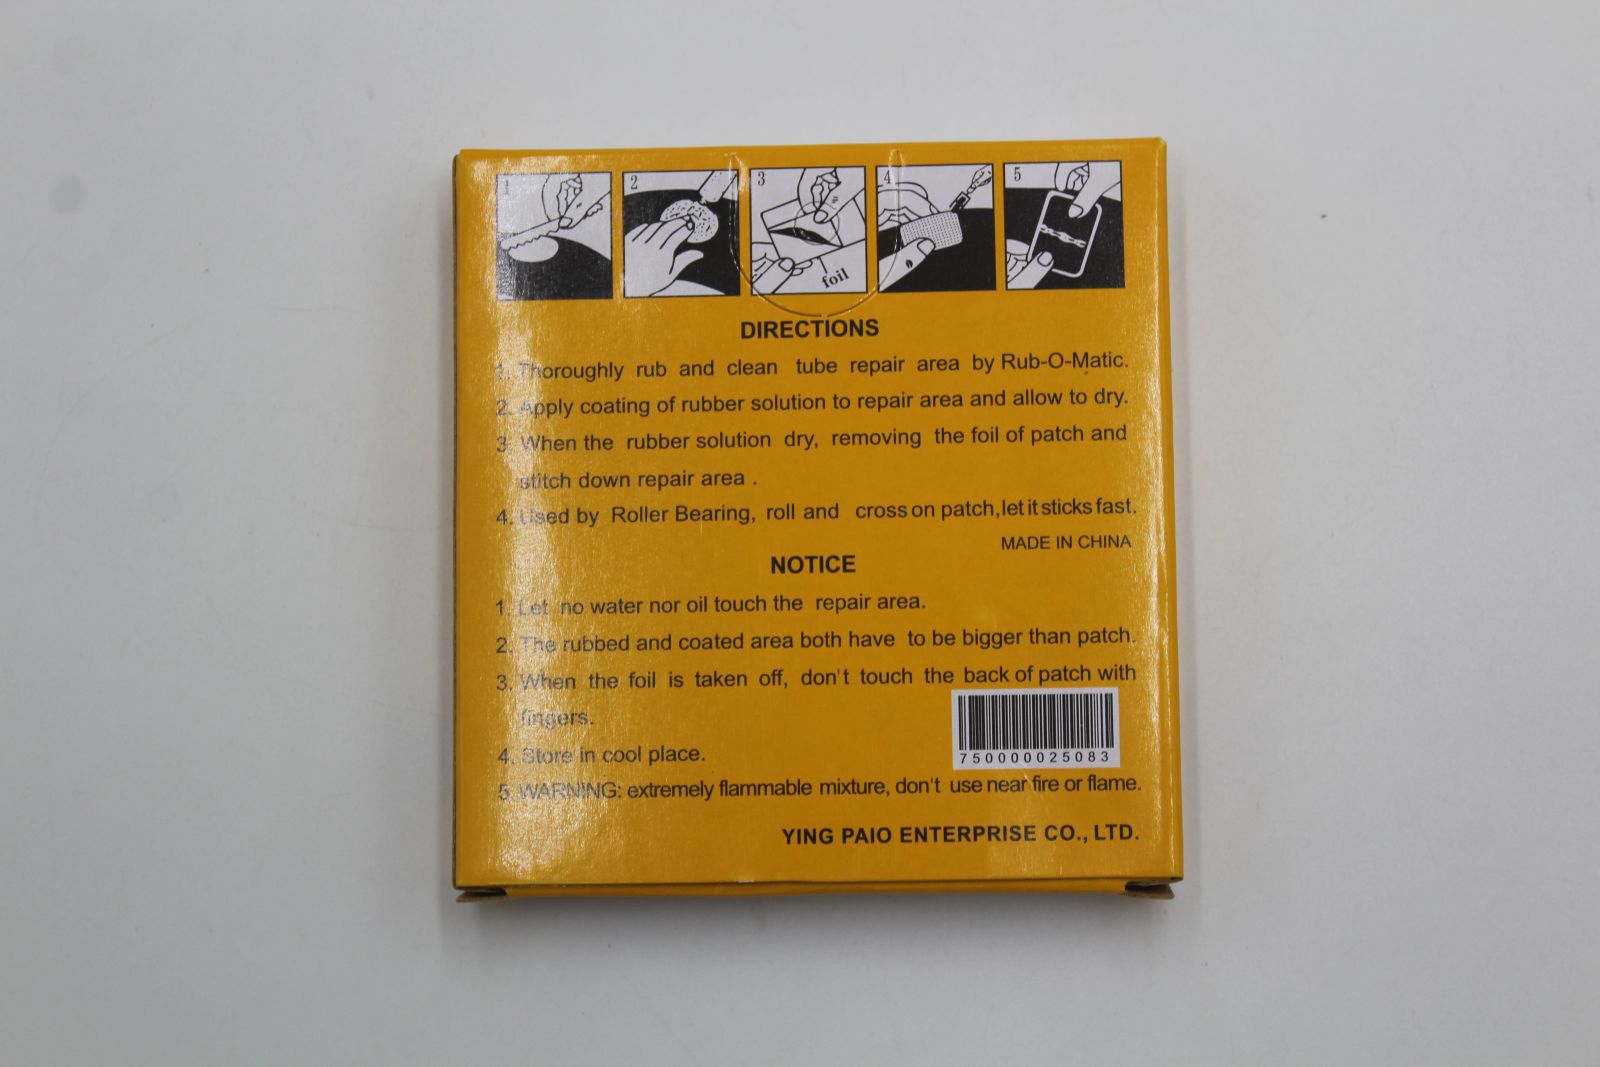 1 2 3 4 5
foil
DIRECTIONS
1. Thoroughly rub and clean tube repair area by Rub-O-Matic.
2. Apply coating of rubber solution to repair area and allow to dry.
3 When the rubber solution dry, removing the foil of patch and
stitch down repair area .
4. Used by Roller Bearing, roll and cross on patch,let it sticks fast.
MADE IN CHINA
NOTICE
1. Let no water nor oil touch the repair area.
2. The rubbed and coated area both have to be bigger than patch.
3. When the foil is taken off, don't touch the back of patch with
fingers.
4. Store in cool place.
750000025083
5. WARNING: extremely flammable mixture, don't use near fire or flame.
YING PAIO ENTERPRISE CO., LTD.